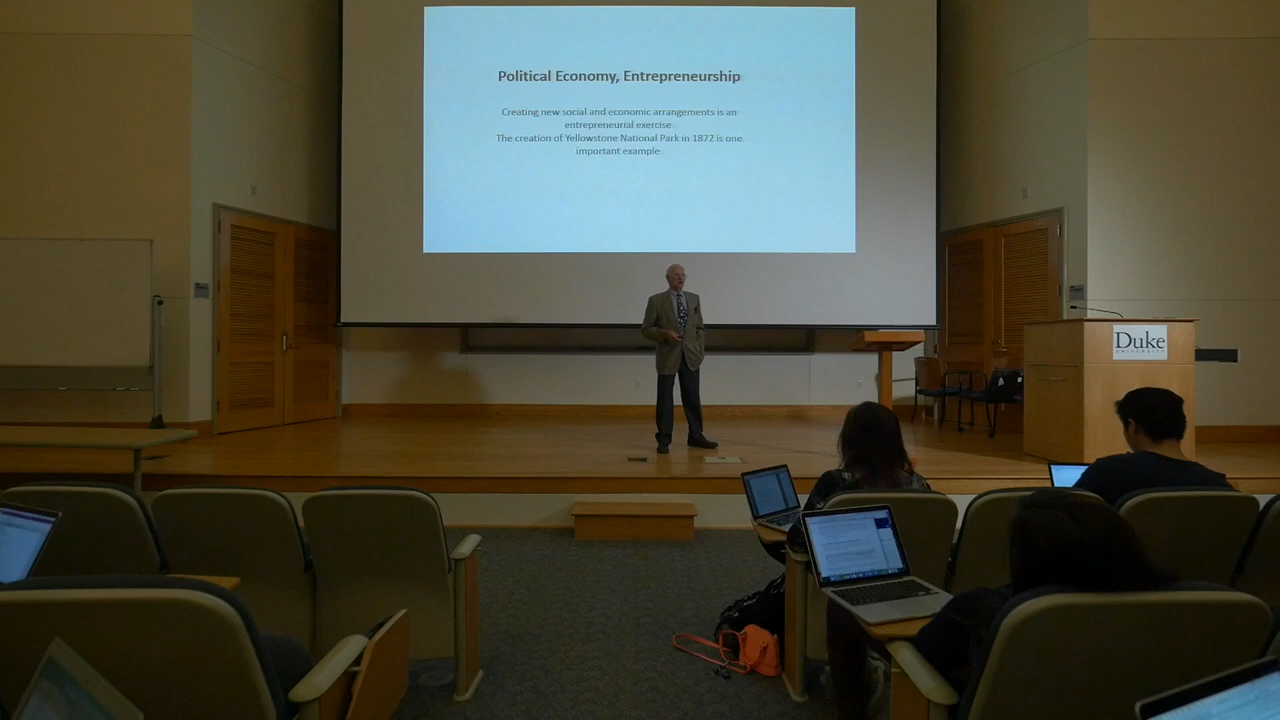 Political Economy, Entrepreneurship
Creating new social and economic arrangements is an
entrepreneurial exercise.
The creation of Yellowstone National Park in 1872 is one
important example.
Duke
UNIVERSITY